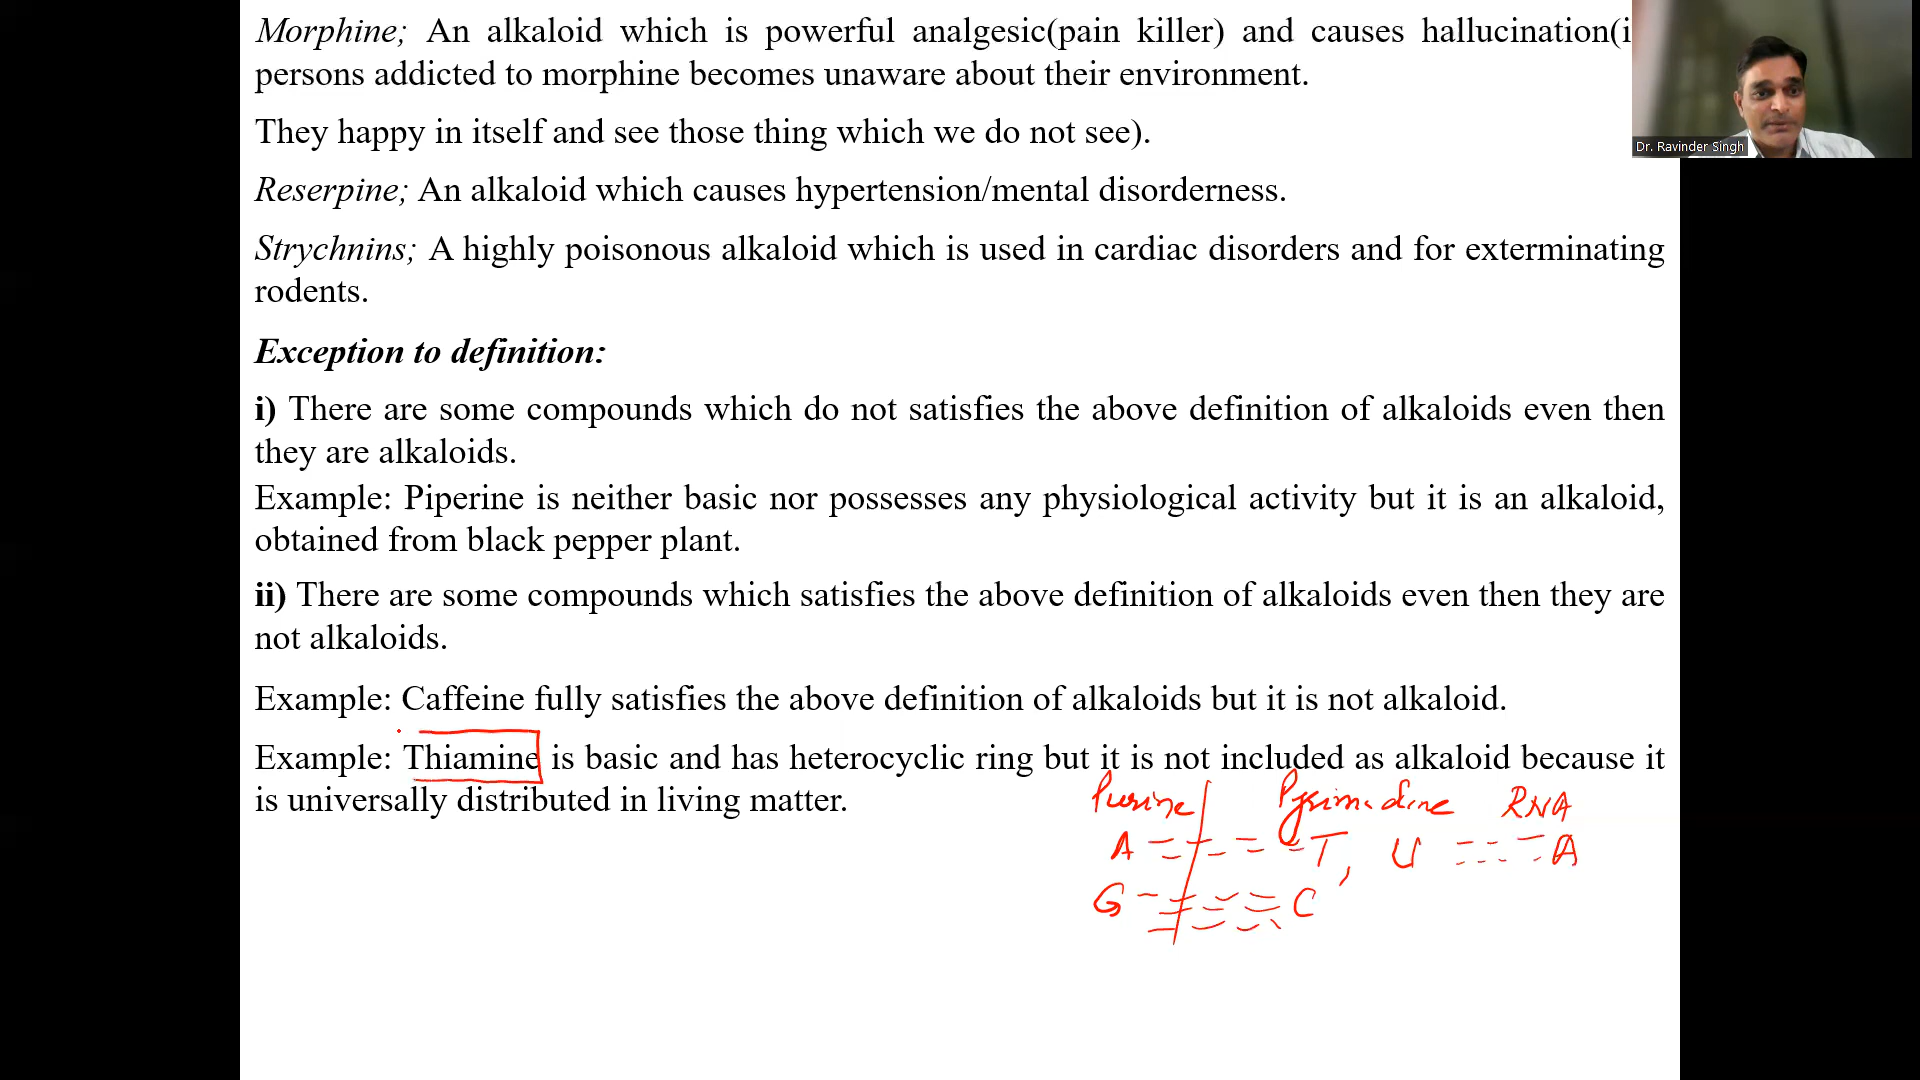 Morphine; An alkaloid which is powerful analgesic(pain killer) and causes hallucination(i
persons addicted to morphine becomes unaware about their environment.
They happy in itself and see those thing which we do not see).
Reserpine; An alkaloid which causes hypertension/mental disorderness.
Strychnins; A highly poisonous alkaloid which is used in cardiac disorders and for exterminating
rodents.
Exception to definition:
i) There are some compounds which do not satisfies the above definition of alkaloids even then
they are alkaloids.
Example: Piperine is neither basic nor possesses any physiological activity but it is an alkaloid,
obtained from black pepper plant.
ii) There are some compounds which satisfies the above definition of alkaloids even then they are
not alkaloids.
Example: Caffeine fully satisfies the above definition of alkaloids but it is not alkaloid.
Example: Thiamine is basic and has heterocyclic ring but it is not included as alkaloid because it
is universally distributed in living matter.
Purine Pyrimidine RNA
A T, U A
G C
Dr. Ravinder Singh